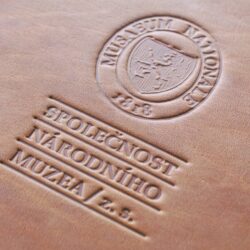 MUSAEUM NATIONALE
1818
SPOLEČNOST
NÁRODNÍHO
MUZEA / z. s.